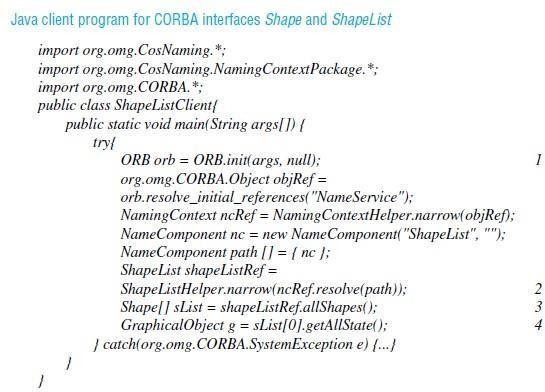 Java client program for CORBA interfaces Shape and ShapeList
import org.omg.CosNaming.*;
import org.omg.CosNaming.NamingContextPackage.*;
import org.omg.CORBA.*;
public class ShapeListClient{
public static void main(String args[]) {
try{
ORB orb = ORB.init(args, null); 1
org.omg.CORBA.Object objRef =
orb.resolve_initial_references("NameService");
NamingContext ncRef = NamingContextHelper.narrow(objRef);
NameComponent nc = new NameComponent("ShapeList", "");
NameComponent path [] = { nc };
ShapeList shapeListRef =
ShapeListHelper.narrow(ncRef.resolve(path)); 2
Shape[] sList = shapeListRef.allShapes(); 3
GraphicalObject g = sList[0].getAllState(); 4
} catch(org.omg.CORBA.SystemException e) {...}
}
}